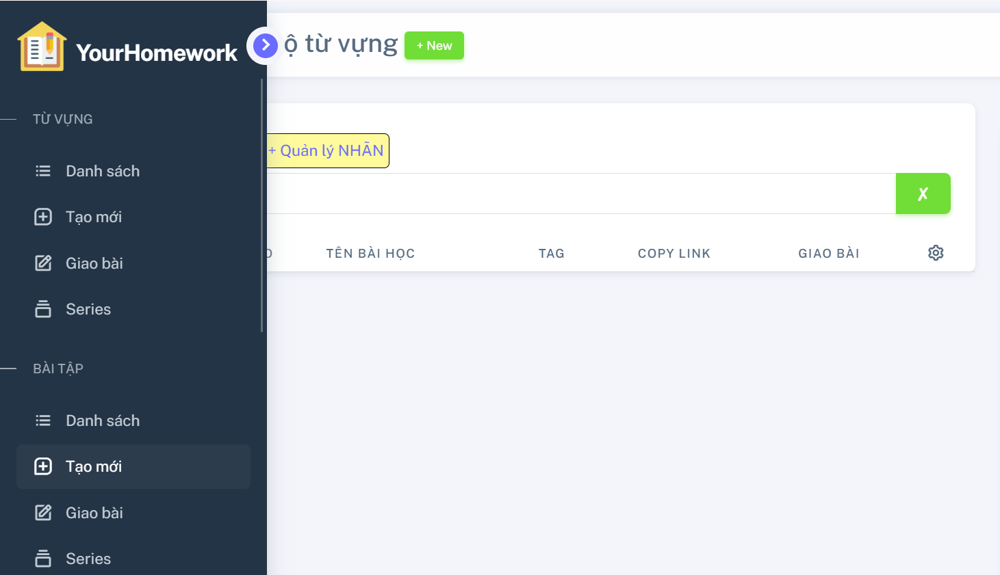 YourHomework
TỪ VỰNG
Danh sách
Tạo mới
Giao bài
Series
BÀI TẬP
Danh sách
Tạo mới
Giao bài
Series
ộ từ vựng
+ New
+ Quản lý NHÃN
✗
TÊN BÀI HỌC TAG COPY LINK GIAO BÀI